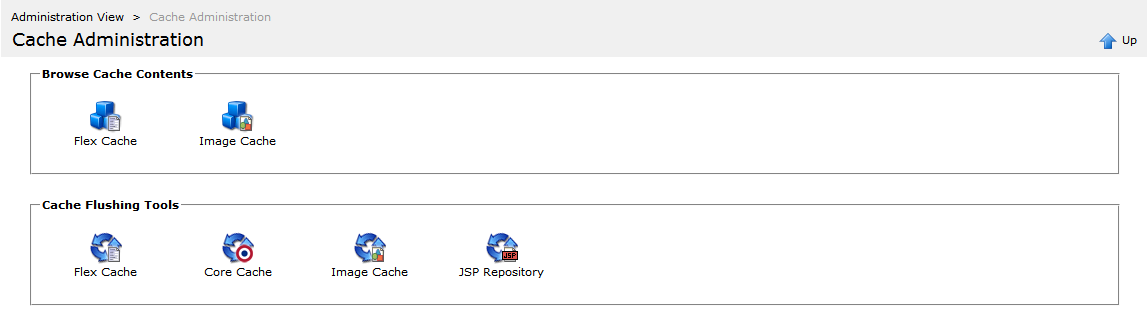 Administration View > Cache Administration
Cache Administration
Up
Browse Cache Contents
Flex Cache Image Cache
Cache Flushing Tools
JSP
Flex Cache Core Cache Image Cache JSP Repository